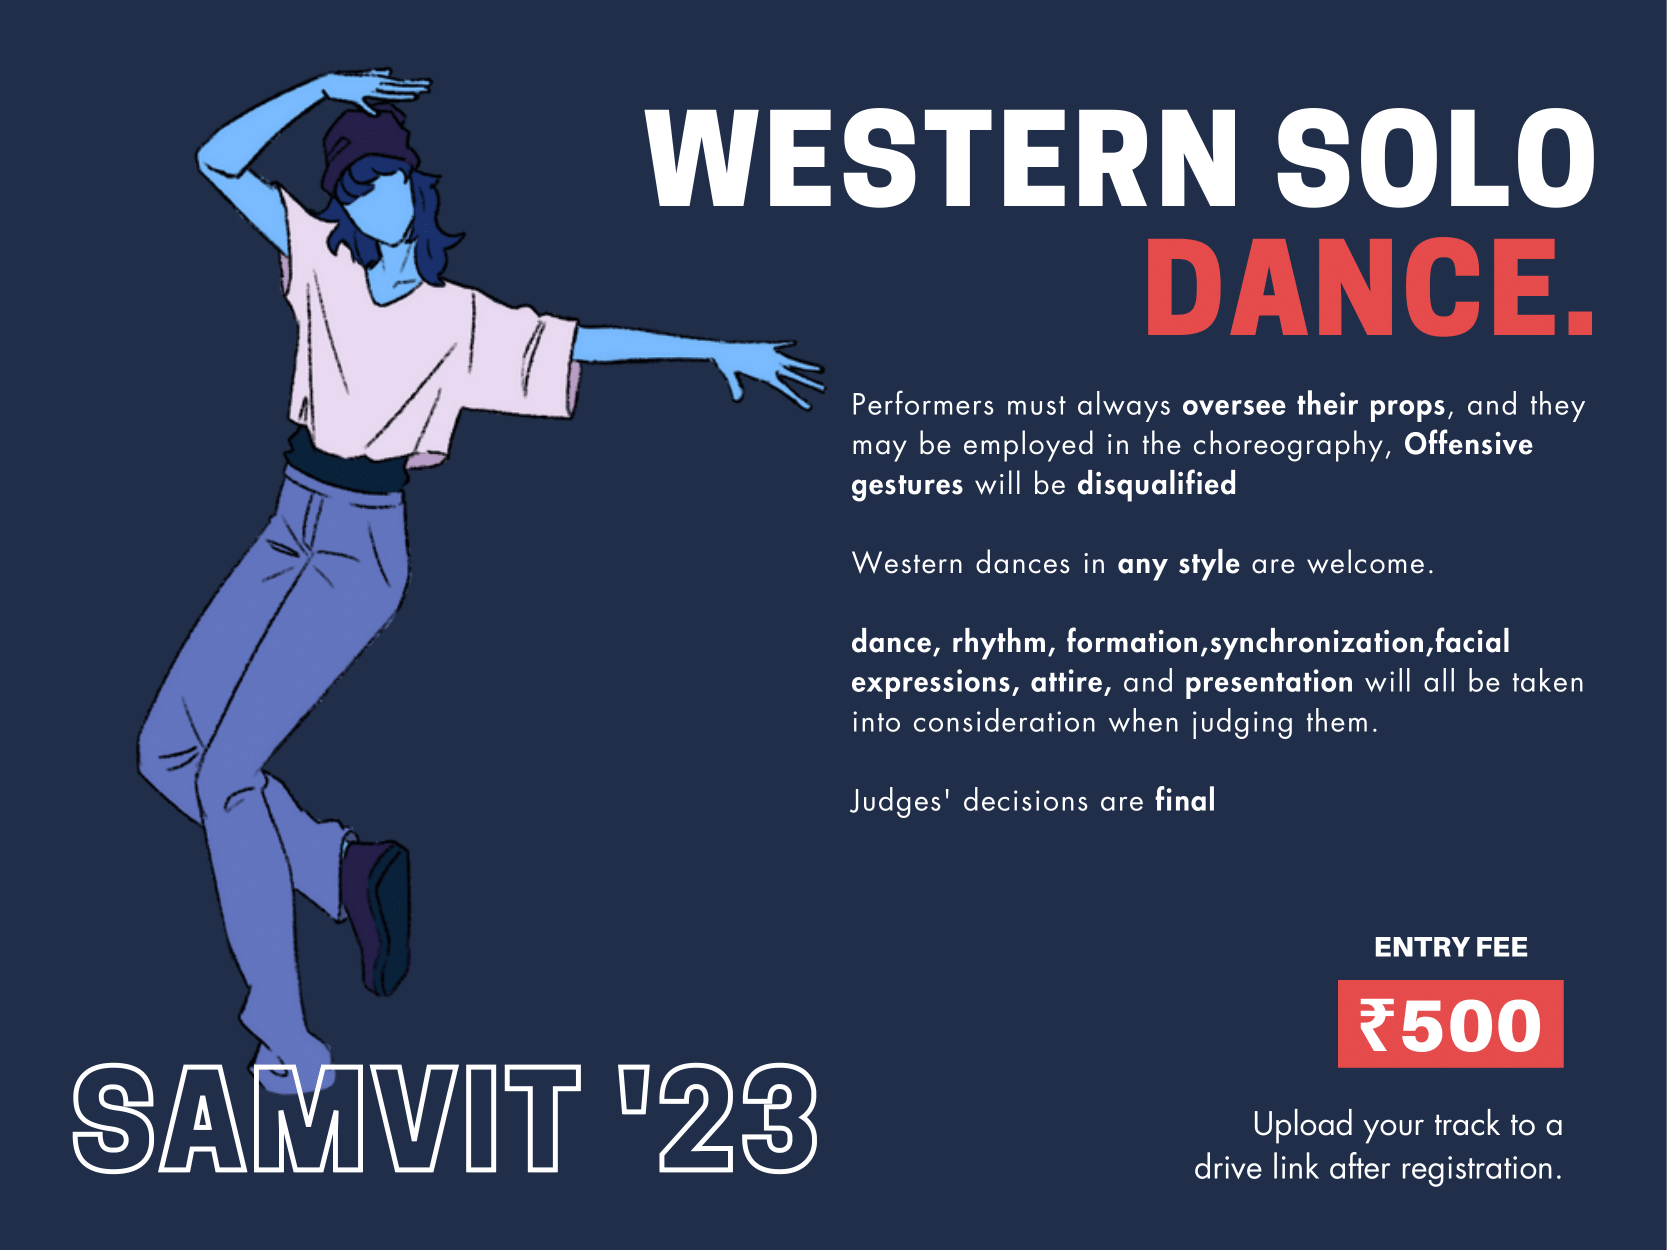 WESTERN SOLO
DANCE.
Performers must always oversee their props, and they
may be employed in the choreography, Offensive
gestures will be disqualified
Western dances in any style are welcome.
dance, rhythm, formation,synchronization,facial
expressions, attire, and presentation will all be taken
into consideration when judging them.
Judges' decisions are final
ENTRY FEE
₹500
Upload your track to a
drive link after registration.
SAMVIT '23